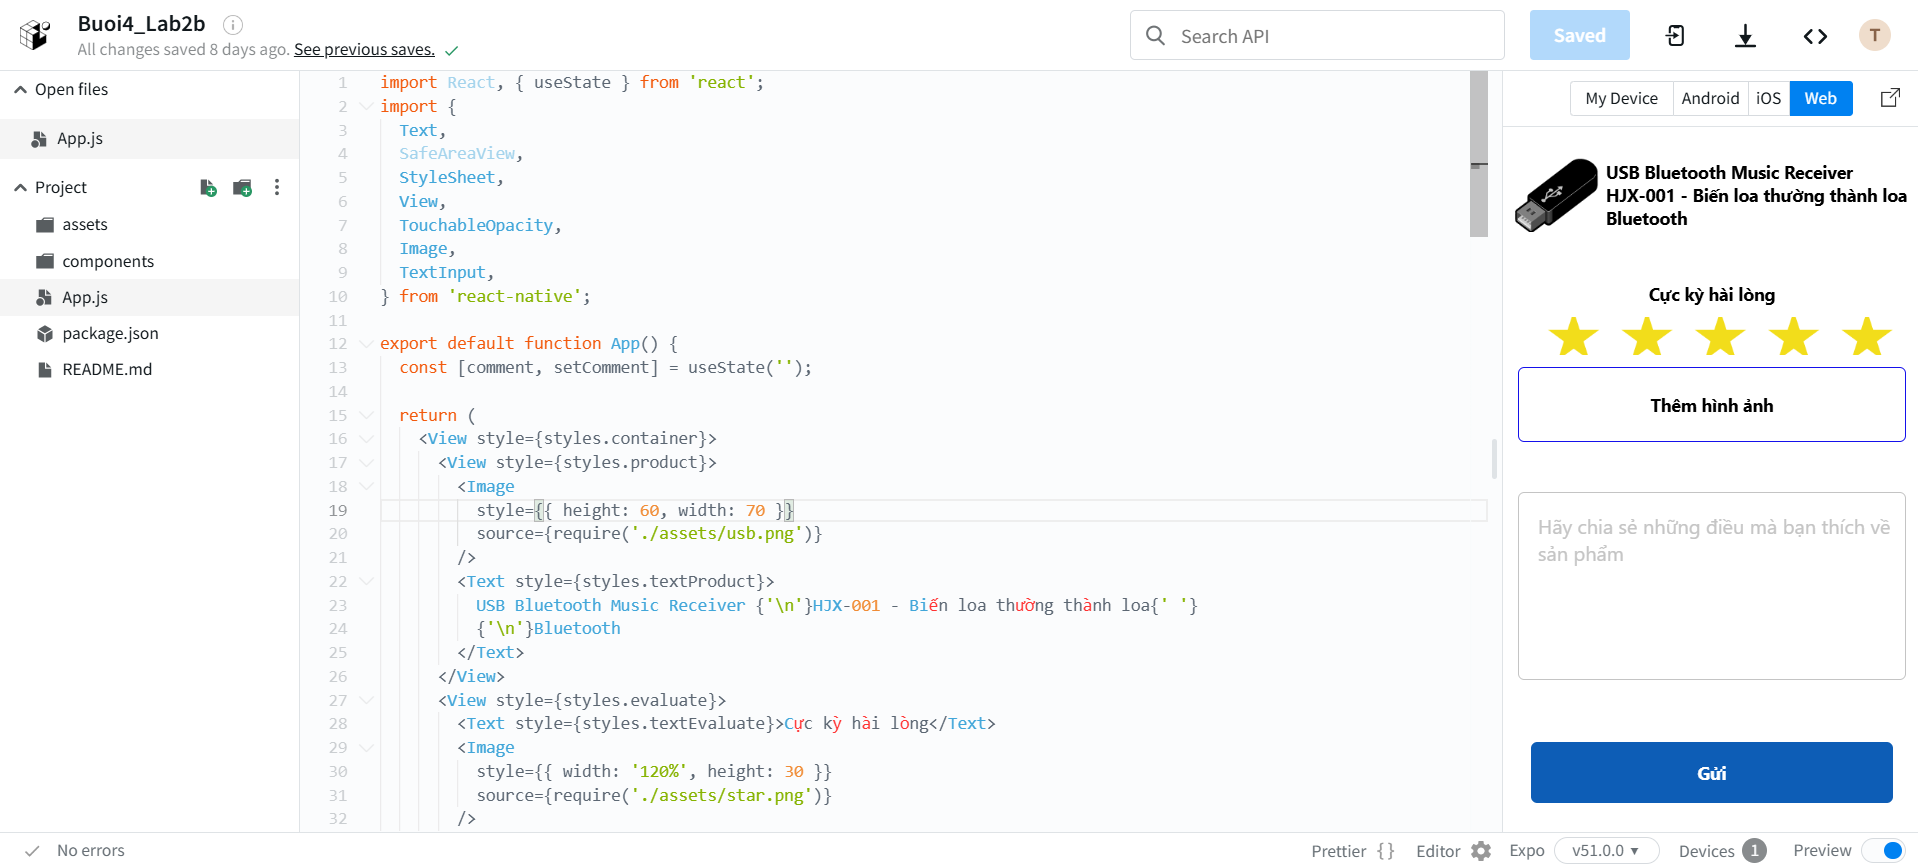 Buoi4_Lab2b
All changes saved 8 days ago. See previous saves.
Search API
Saved
T
Open files
App.js
Project
assets
components
App.js
package.json
README.md
1 import React, { useState } from 'react';
2 import {
3 Text,
4 SafeAreaView,
5 StyleSheet,
6 View,
7 TouchableOpacity,
8 Image,
9 TextInput,
10 } from 'react-native';
11
12 export default function App() {
13 const [comment, setComment] = useState('');
14
15 return (
16 <View style={styles.container}>
17 <View style={styles.product}>
18 <Image
19 style={{ height: 60, width: 70 }}
20 source={require('./assets/usb.png')}
21 />
22 <Text style={styles.textProduct}>
23 USB Bluetooth Music Receiver {'\n'}HJX-001 - Biến loa thường thành loa{' '}
24 {'\n'}Bluetooth
25 </Text>
26 </View>
27 <View style={styles.evaluate}>
28 <Text style={styles.textEvaluate}>Cực kỳ hài lòng</Text>
29 <Image
30 style={{ width: '120%', height: 30 }}
31 source={require('./assets/star.png')}
32 />
My Device Android iOS Web
USB Bluetooth Music Receiver
HJX-001 - Biến loa thường thành loa
Bluetooth
Cực kỳ hài lòng
Thêm hình ảnh
Hãy chia sẻ những điều mà bạn thích về
sản phẩm
Gửi
No errors
Prettier { } Editor Expo v51.0.0 Devices 1 Preview